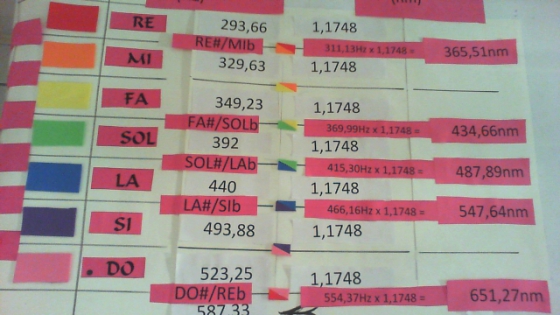 (nm)
RE 293,66 1,1748
RE#/MIb 311,13Hz x 1,1748 = 365,51nm
MI 329,63 1,1748
FA 349,23 1,1748
FA#/SOLb 369,99Hz x 1,1748 = 434,66nm
SOL 392 1,1748
SOL#/LAb 415,30Hz x 1,1748 = 487,89nm
LA 440 1,1748
LA#/SIb 466,16Hz x 1,1748 = 547,64nm
SI 493,88 1,1748
. DO 523,25 1,1748
DO#/REb 554,37Hz x 1,1748 = 651,27nm
587,33